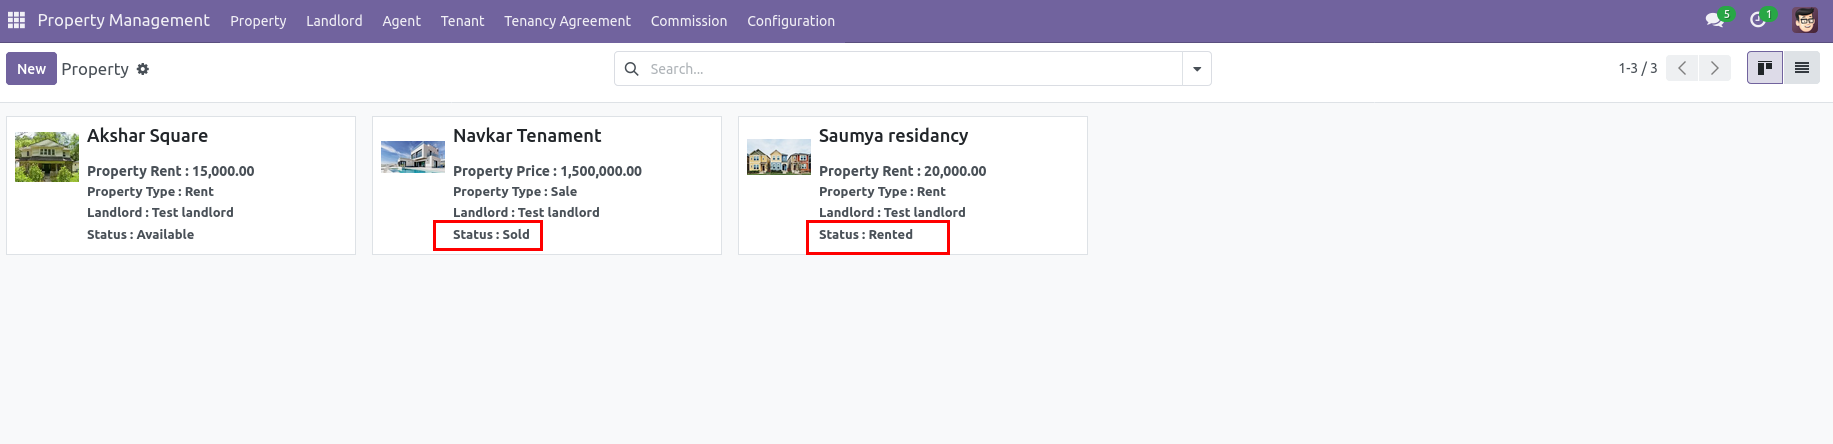 Property Management Property Landlord Agent Tenant Tenancy Agreement Commission Configuration 5 1
New Property Search... 1-3 / 3
Akshar Square
Property Rent : 15,000.00
Property Type : Rent
Landlord : Test landlord
Status : Available
Navkar Tenament
Property Price : 1,500,000.00
Property Type : Sale
Landlord : Test landlord
Status : Sold
Saumya residancy
Property Rent : 20,000.00
Property Type : Rent
Landlord : Test landlord
Status : Rented